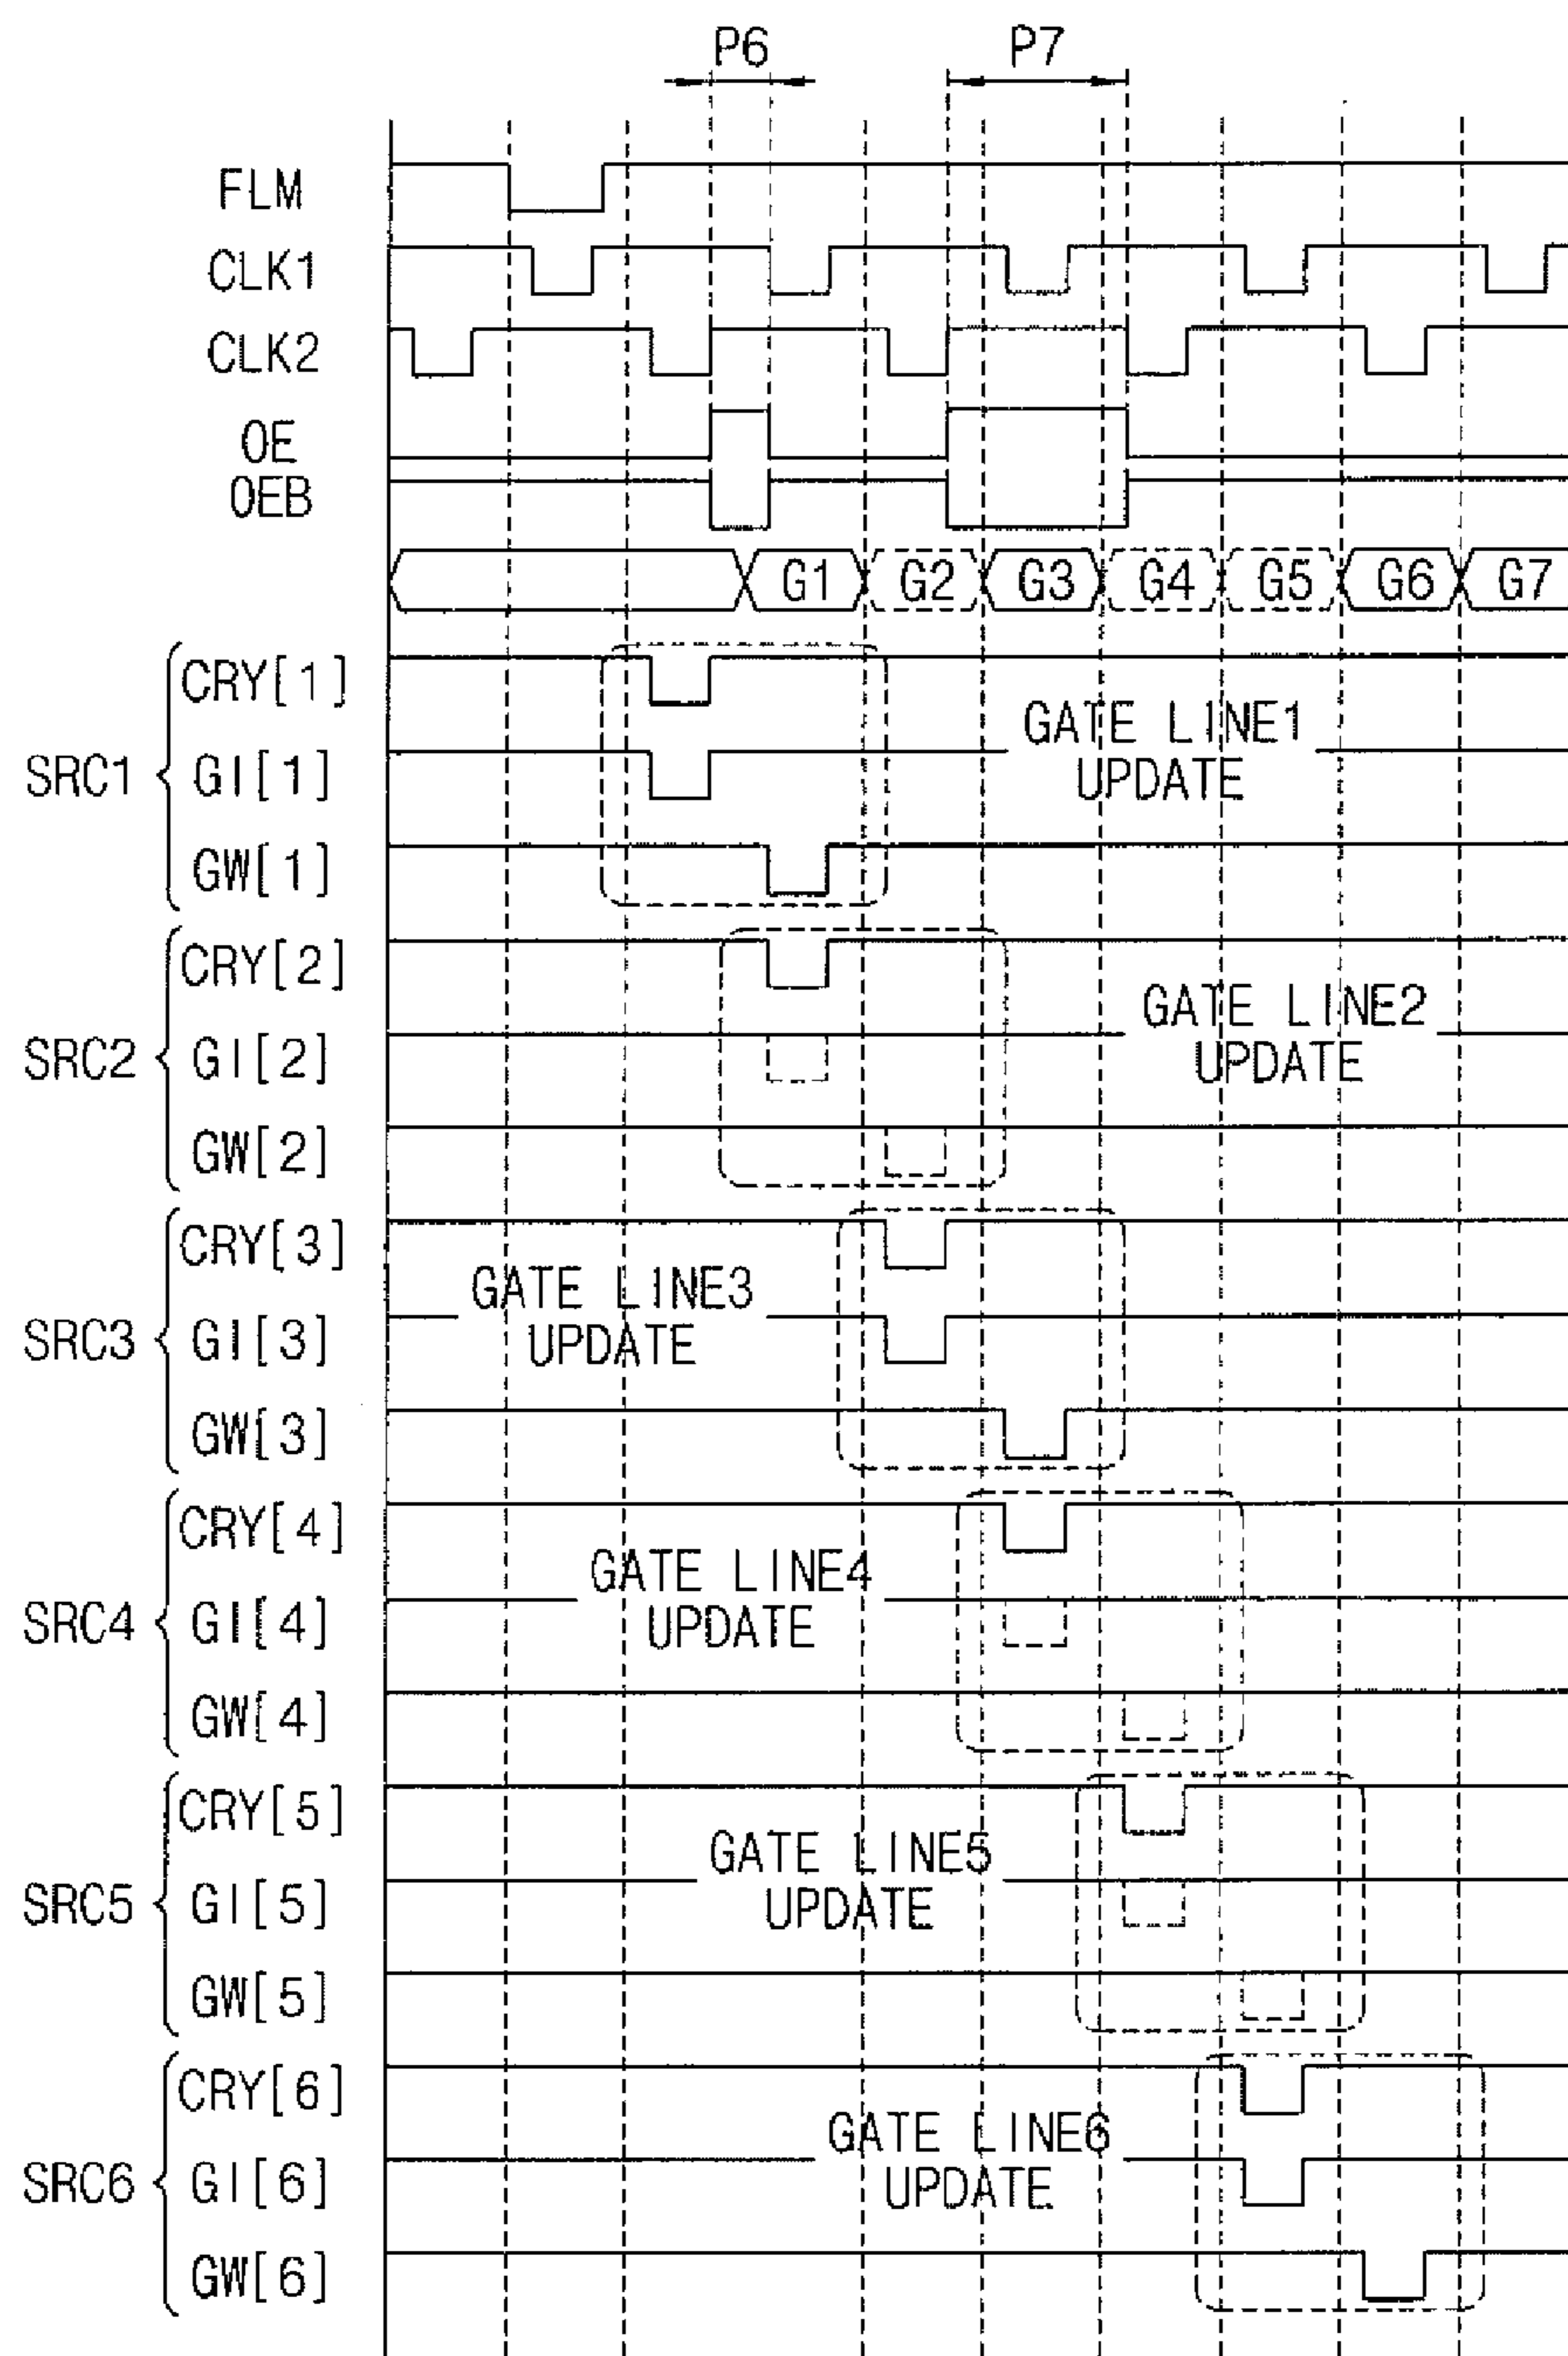 P6 P7
FLM
CLK1
CLK2
OE
OEB
G1 G2 G3 G4 G5 G6 G7
SRC1
CRY[1]
GI[1]
GW[1]
GATE LINE1
UPDATE
SRC2
CRY[2]
GI[2]
GW[2]
GATE LINE2
UPDATE
SRC3
CRY[3]
GI[3]
GW[3]
GATE LINE3
UPDATE
SRC4
CRY[4]
GI[4]
GW[4]
GATE LINE4
UPDATE
SRC5
CRY[5]
GI[5]
GW[5]
GATE LINE5
UPDATE
SRC6
CRY[6]
GI[6]
GW[6]
GATE LINE6
UPDATE